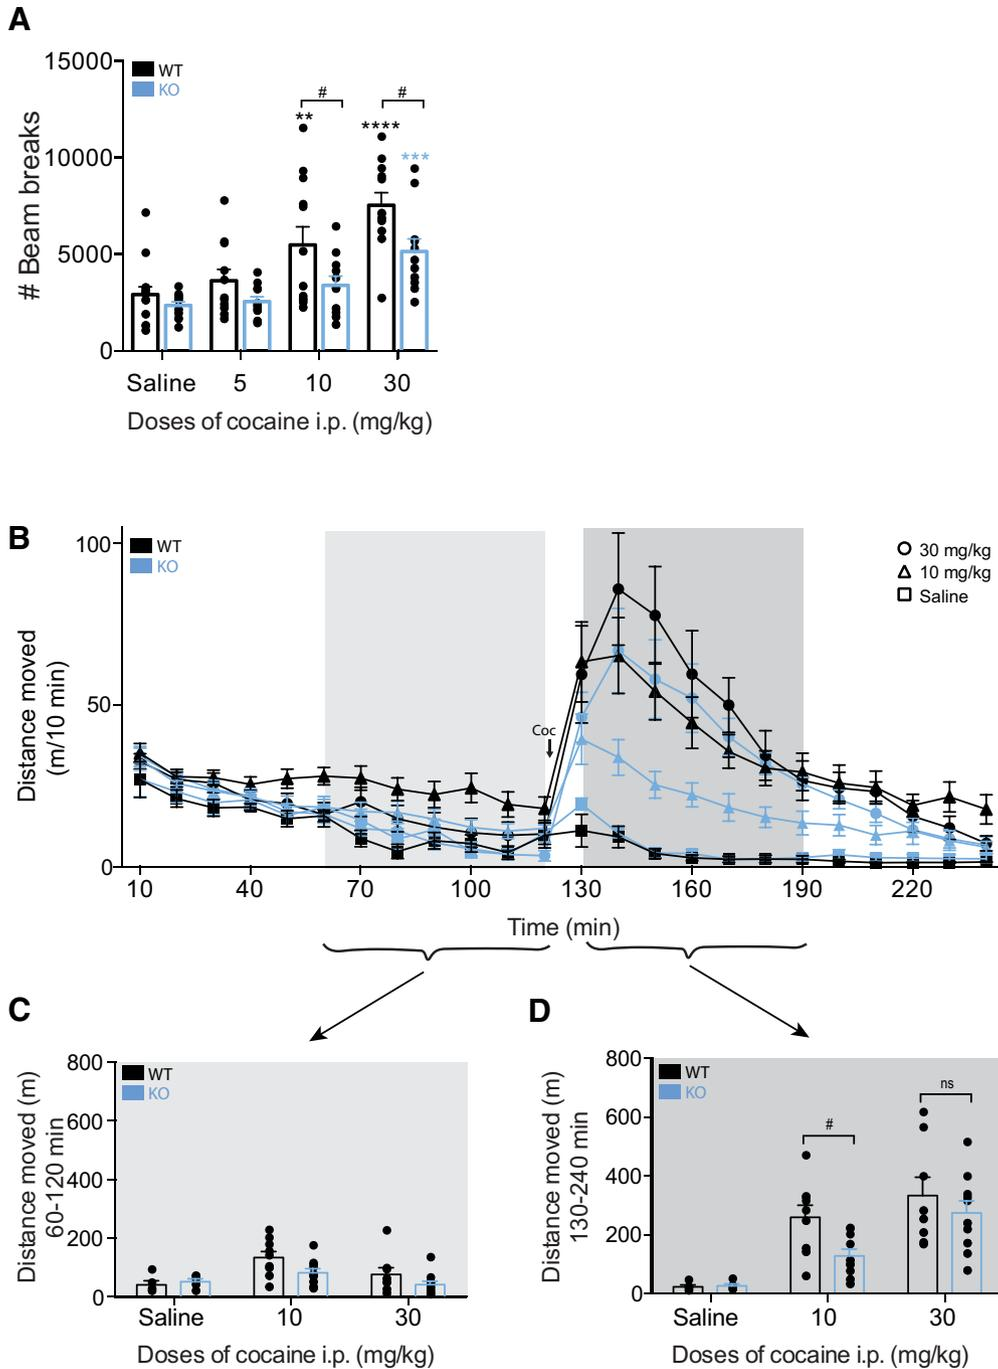 A
15000
10000
5000
0
# Beam breaks
WT
KO
#
#
**
****
***
Saline 5 10 30
Doses of cocaine i.p. (mg/kg)
B
100
50
0
Distance moved
(m/10 min)
WT
KO
30 mg/kg
10 mg/kg
Saline
Coc
10 40 70 100 130 160 190 220
Time (min)
C
800
600
400
200
0
Distance moved (m)
60-120 min
WT
KO
Saline 10 30
Doses of cocaine i.p. (mg/kg)
D
800
600
400
200
0
Distance moved (m)
130-240 min
WT
KO
#
ns
Saline 10 30
Doses of cocaine i.p. (mg/kg)